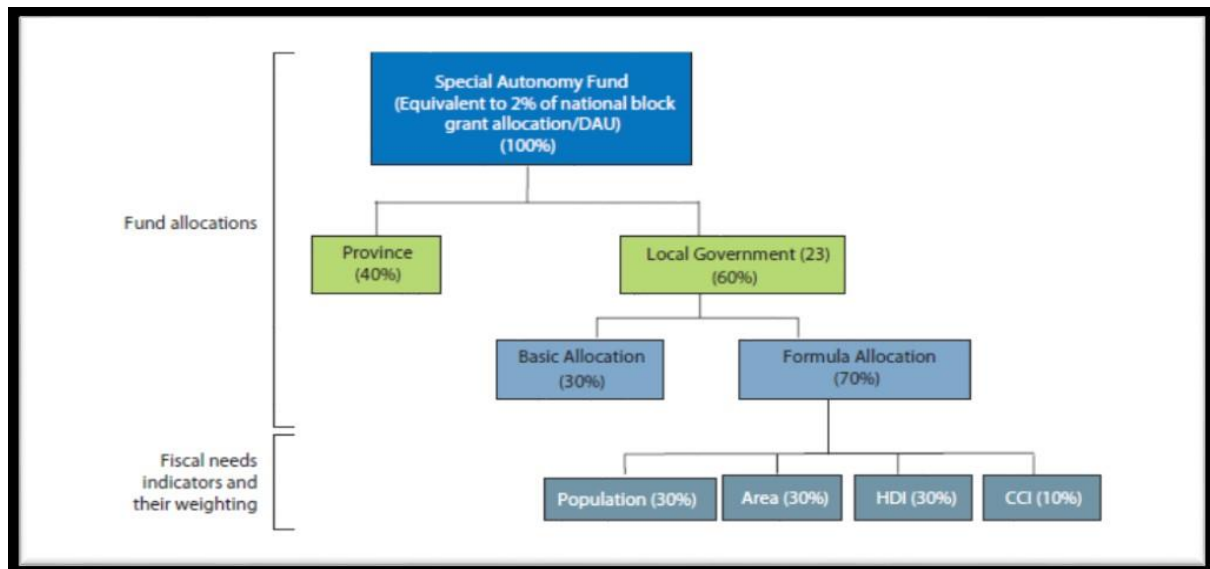 Special Autonomy Fund
(Equivalent to 2% of national block
grant allocation/DAU)
(100%)
Fund allocations
Province
(40%)
Local Government (23)
(60%)
Basic Allocation
(30%)
Formula Allocation
(70%)
Fiscal needs
indicators and
their weighting
Population (30%)
Area (30%)
HDI (30%)
CCI (10%)